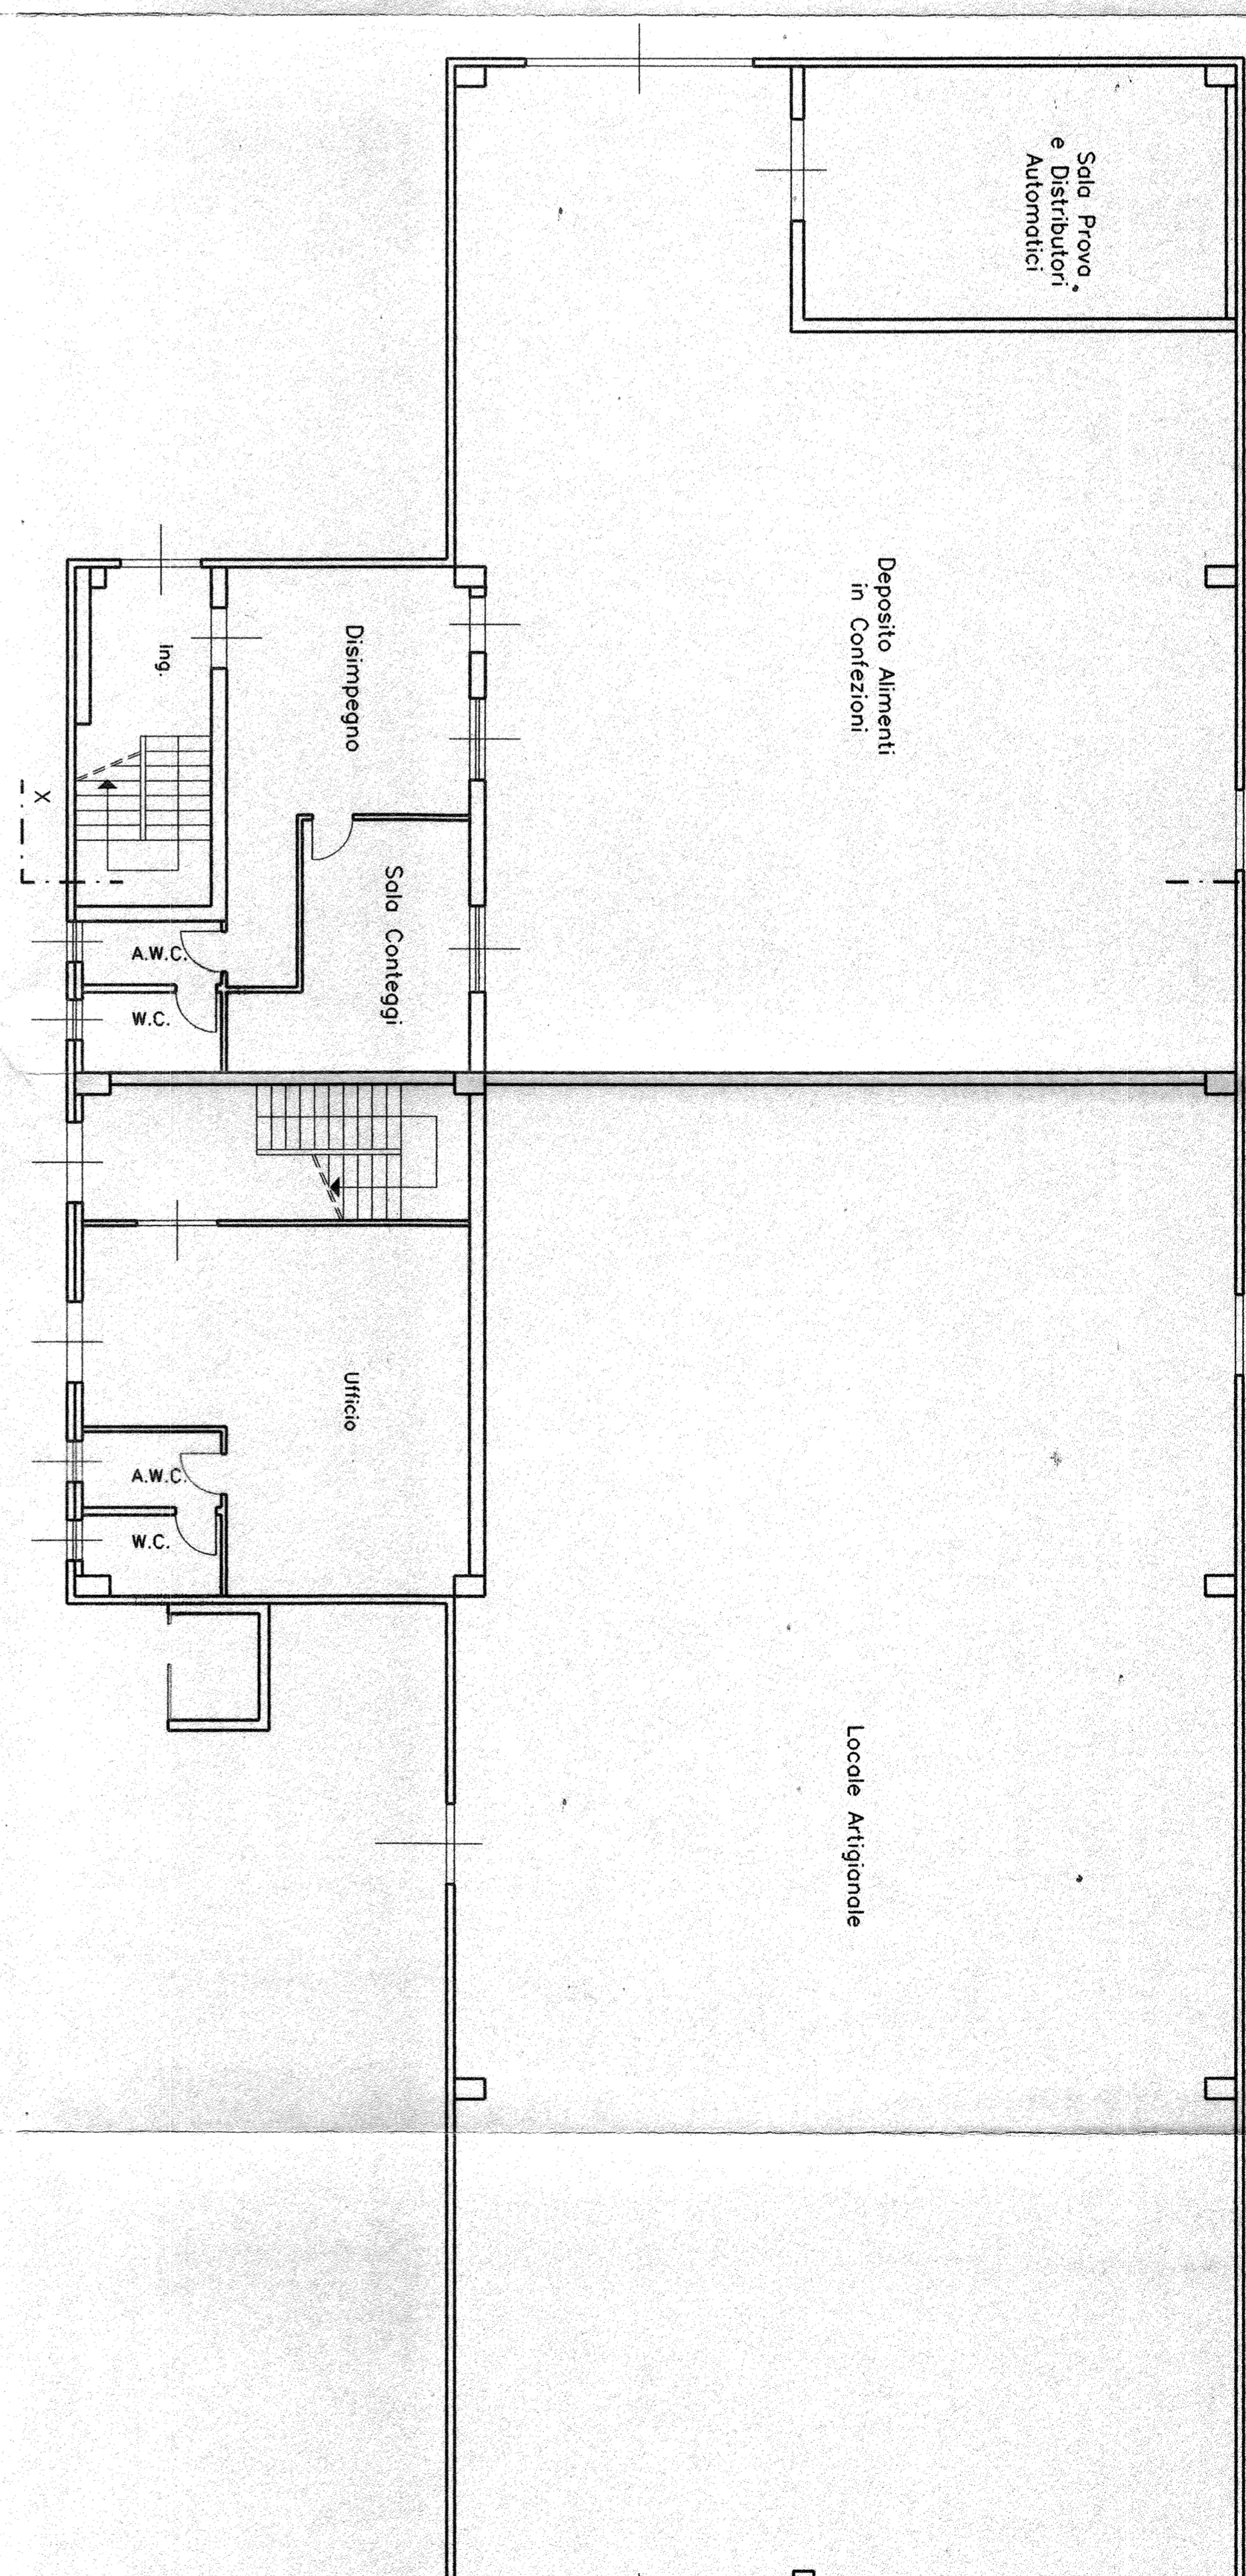 Sala Prova
e Distributori
Automatici
Deposito Alimenti
in Confezioni
Disimpegno
Ing.
X
Sala Conteggi
A.W.C.
W.C.
Ufficio
A.W.C.
W.C.
Locale Artigianale